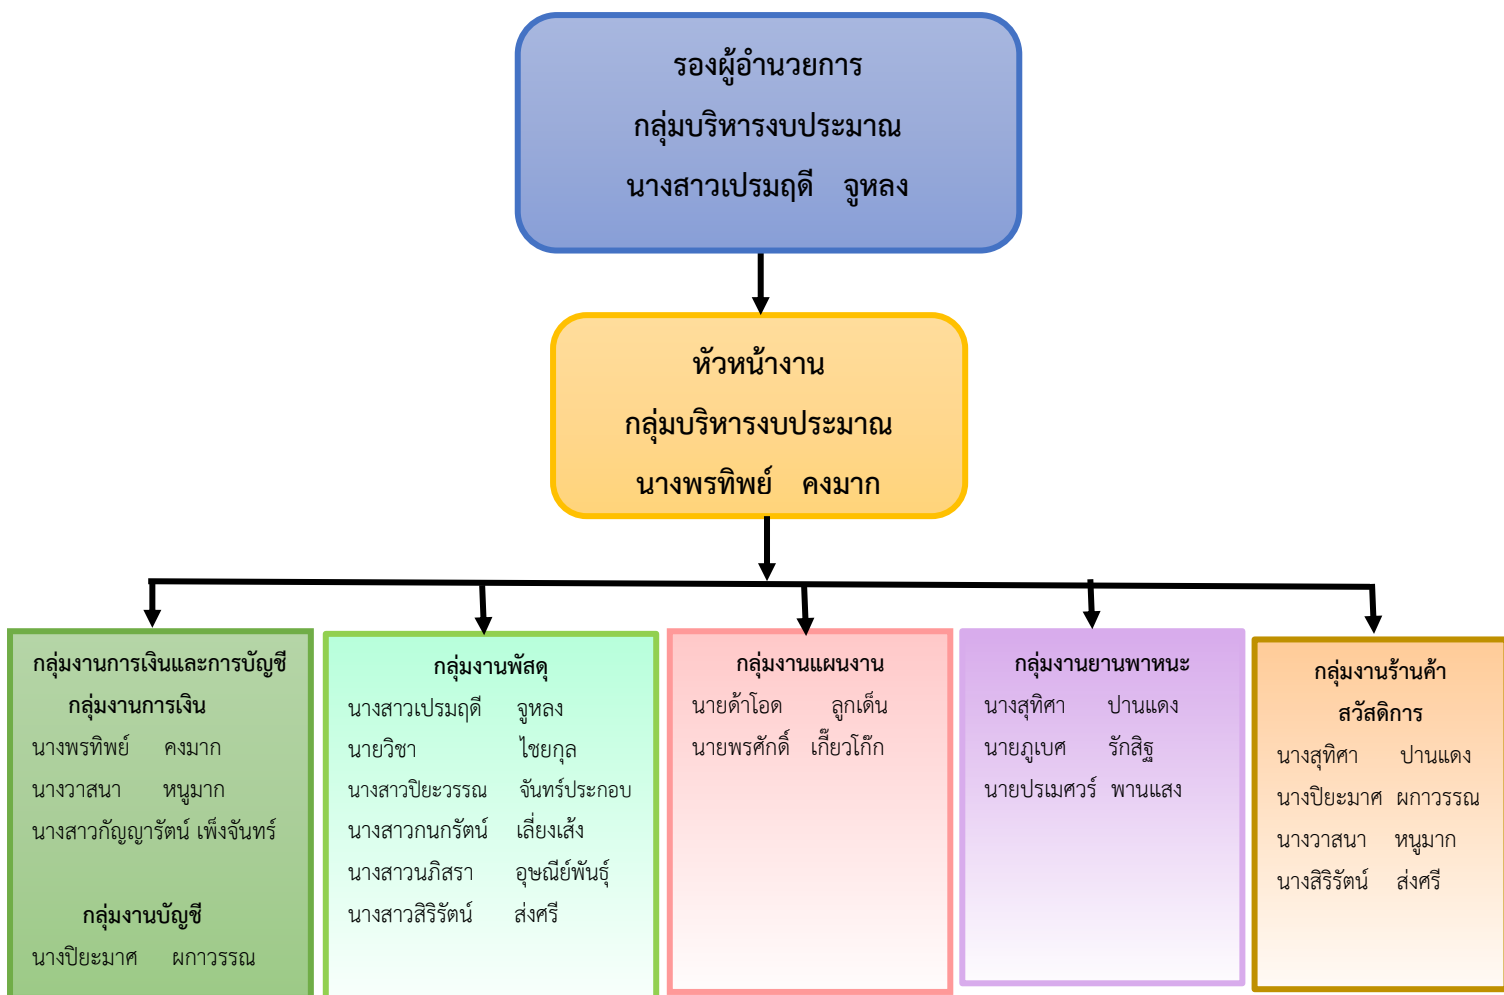 รองผู้อำนวยการ
กลุ่มบริหารงบประมาณ
นางสาวเปรมฤดี จูหลง
หัวหน้างาน
กลุ่มบริหารงบประมาณ
นางพรทิพย์ คงมาก
กลุ่มงานการเงินและการบัญชี
กลุ่มงานการเงิน
นางพรทิพย์ คงมาก
นางวาสนา หนูมาก
นางสาวกัญญารัตน์ เพ็งจันทร์
กลุ่มงานบัญชี
นางปิยะมาศ ผกาวรรณ
กลุ่มงานพัสดุ
นางสาวเปรมฤดี จูหลง
นายวิชา ไชยกุล
นางสาวปิยะวรรณ จันทร์ประกอบ
นางสาวกนกรัตน์ เลี่ยงเส้ง
นางสาวนภิสรา อุษณีย์พันธุ์
นางสาวสิริรัตน์ ส่งศรี
กลุ่มงานแผนงาน
นายด้าโอด ลูกเด็น
นายพรศักดิ์ เกี๊ยวโก๊ก
กลุ่มงานยานพาหนะ
นางสุทิศา ปานแดง
นายภูเบศ รักสิฐ
นายปรเมศวร์ พานแสง
กลุ่มงานร้านค้า
สวัสดิการ
นางสุทิศา ปานแดง
นางปิยะมาศ ผกาวรรณ
นางวาสนา หนูมาก
นางสิริรัตน์ ส่งศรี